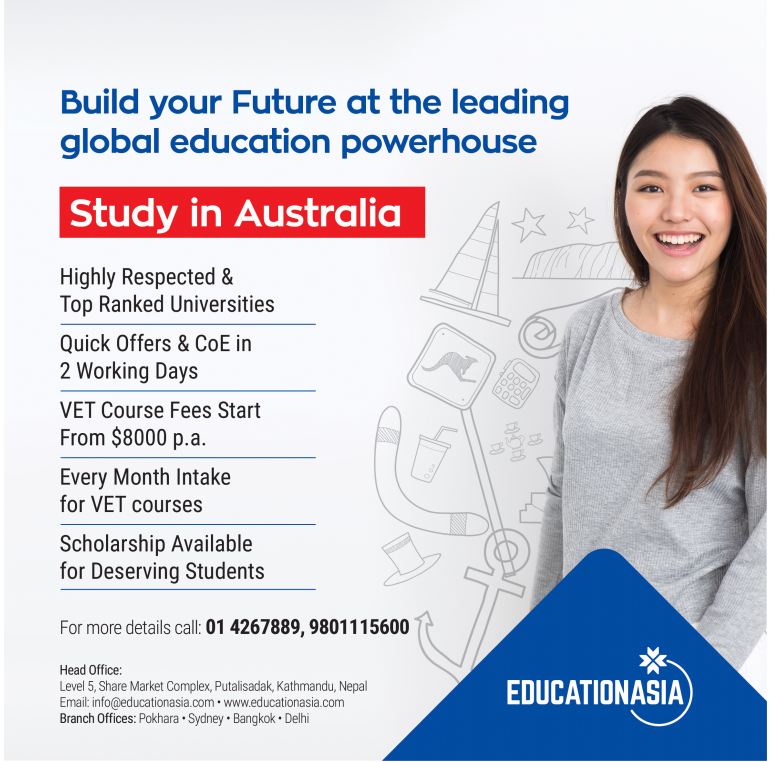 Build your Future at the leading
global education powerhouse
Study in Australia
Highly Respected &
Top Ranked Universities
Quick Offers & CoE in
2 Working Days
VET Course Fees Start
From $8000 p.a.
Every Month Intake
for VET courses
Scholarship Available
for Deserving Students
For more details call: 01 4267889, 9801115600
Head Office:
Level 5, Share Market Complex, Putalisadak, Kathmandu, Nepal
Email: info@educationasia.com • www.educationasia.com
Branch Offices: Pokhara • Sydney • Bangkok • Delhi
EDUCATIONASIA